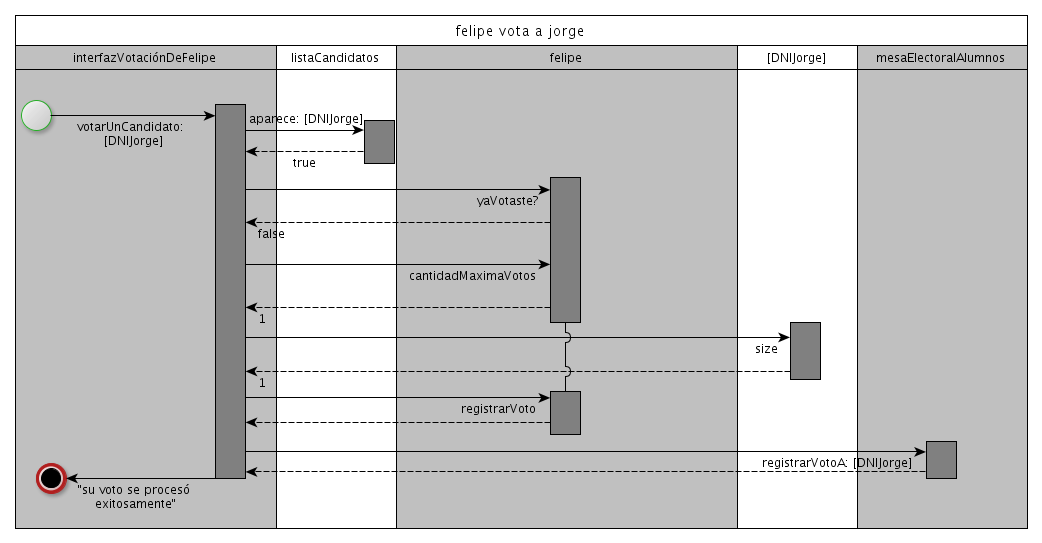 felipe vota a jorge
interfazVotaciónDeFelipe
listaCandidatos
felipe
[DNIJorge]
mesaElectoralAlumnos
votarUnCandidato:
[DNIJorge]
aparece: [DNIJorge]
true
yaVotaste?
false
cantidadMaximaVotos
1
size
1
registrarVoto
registrarVotoA: [DNIJorge]
"su voto se procesó
exitosamente"